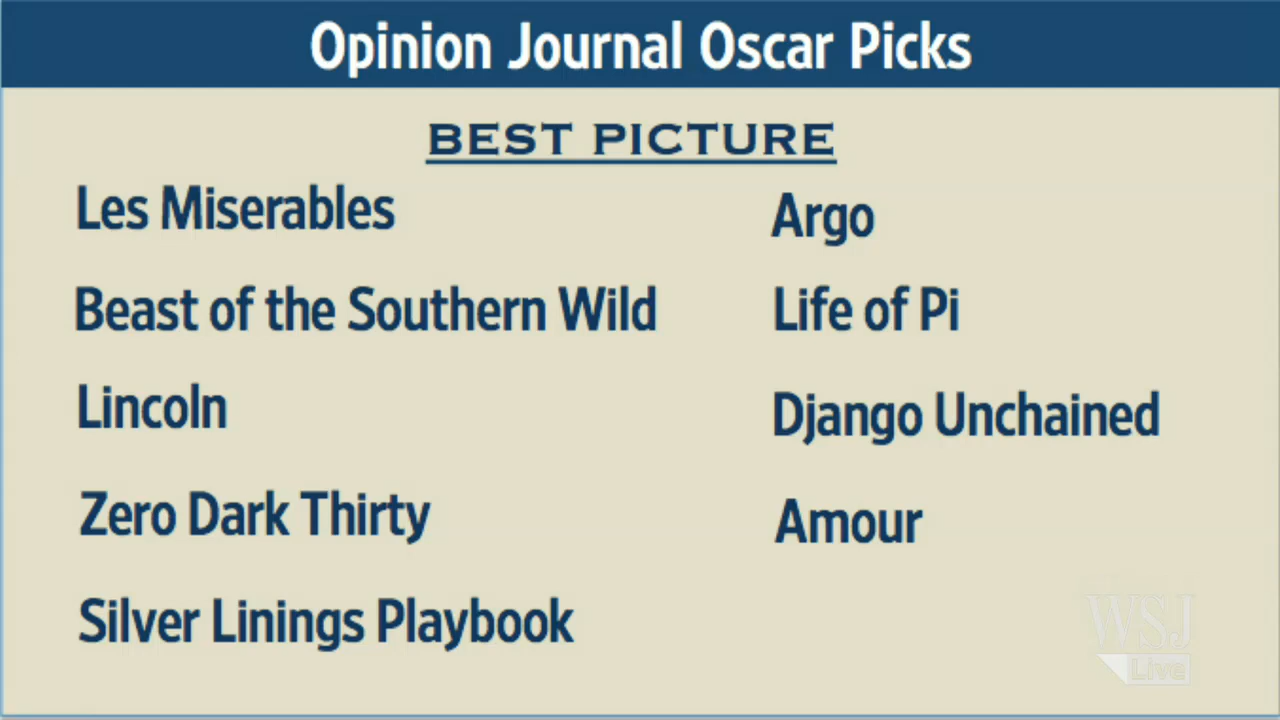 Opinion Journal Oscar Picks
BEST PICTURE
Les Miserables
Beast of the Southern Wild
Lincoln
Zero Dark Thirty
Silver Linings Playbook
Argo
Life of Pi
Django Unchained
Amour
WSJ
Live